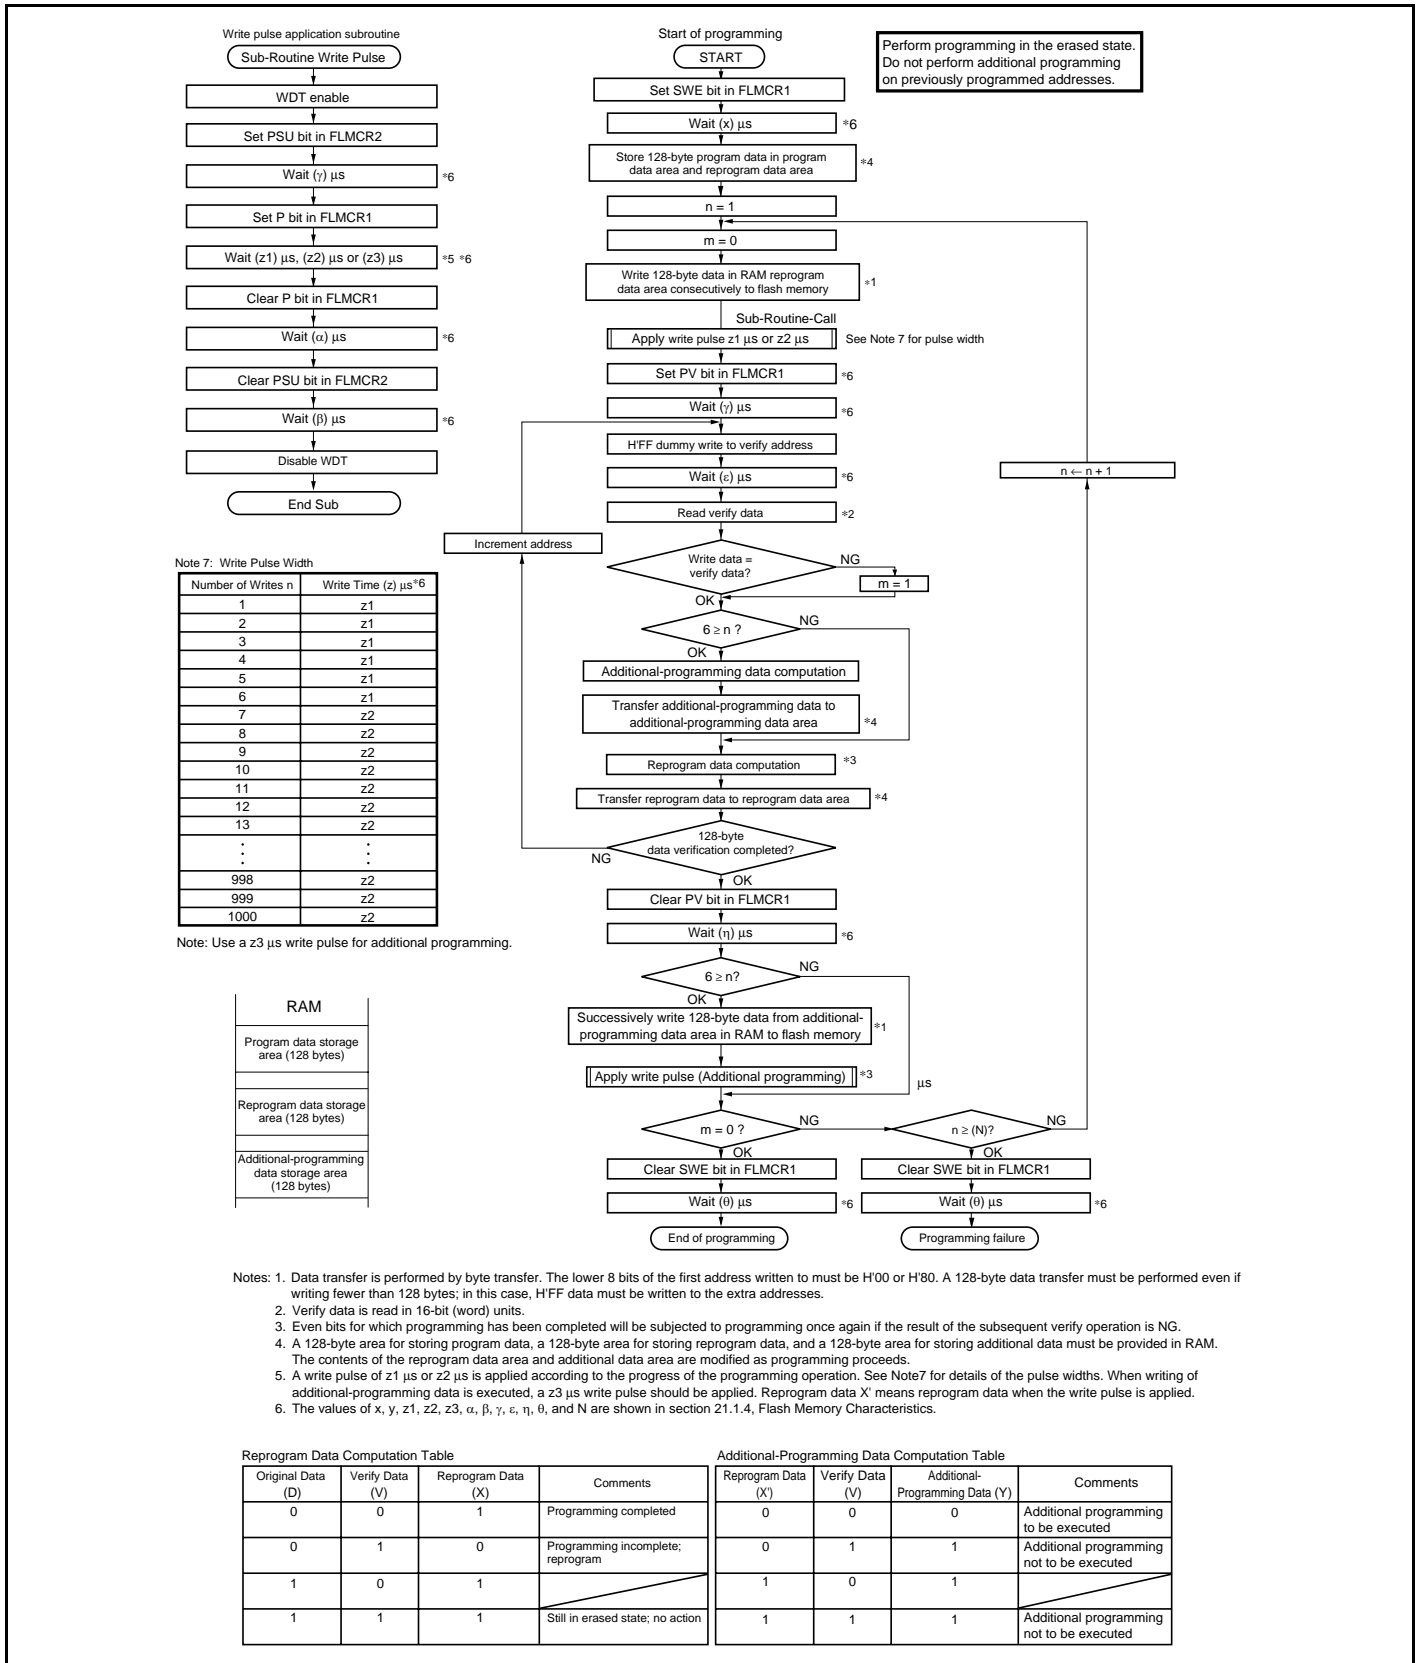 Write pulse application subroutine
Sub-Routine Write Pulse
WDT enable
Set PSU bit in FLMCR2
Wait (γ) μs
*6
Set P bit in FLMCR1
Wait (z1) μs, (z2) μs or (z3) μs
*5 *6
Clear P bit in FLMCR1
Wait (α) μs
*6
Clear PSU bit in FLMCR2
Wait (β) μs
*6
Disable WDT
End Sub
Start of programming
START
Set SWE bit in FLMCR1
Wait (x) μs
*6
Store 128-byte program data in program
data area and reprogram data area
*4
n = 1
m = 0
Write 128-byte data in RAM reprogram
data area consecutively to flash memory
*1
Sub-Routine-Call
Apply write pulse z1 μs or z2 μs
See Note 7 for pulse width
Set PV bit in FLMCR1
*6
Wait (γ) μs
*6
H'FF dummy write to verify address
Wait (ε) μs
*6
Read verify data
*2
Increment address
Write data =
verify data?
NG
m = 1
OK
6 ≥ n ?
NG
OK
Additional-programming data computation
Transfer additional-programming data to
additional-programming data area
*4
Reprogram data computation
*3
Transfer reprogram data to reprogram data area
*4
128-byte
data verification completed?
NG
OK
Clear PV bit in FLMCR1
Wait (η) μs
*6
6 ≥ n?
NG
OK
Successively write 128-byte data from additional-
programming data area in RAM to flash memory
*1
Apply write pulse (Additional programming)
*3
μs
m = 0 ?
NG
n ≥ (N)?
NG
n ← n + 1
OK
OK
Clear SWE bit in FLMCR1
Clear SWE bit in FLMCR1
Wait (θ) μs
*6
Wait (θ) μs
*6
End of programming
Programming failure
Perform programming in the erased state.
Do not perform additional programming
on previously programmed addresses.
Note 7: Write Pulse Width
Number of Writes n Write Time (z) μs*6
1 z1
2 z1
3 z1
4 z1
5 z1
6 z1
7 z2
8 z2
9 z2
10 z2
11 z2
12 z2
13 z2
. .
. .
. .
998 z2
999 z2
1000 z2
Note: Use a z3 μs write pulse for additional programming.
RAM
Program data storage
area (128 bytes)
Reprogram data storage
area (128 bytes)
Additional-programming
data storage area
(128 bytes)
Notes: 1. Data transfer is performed by byte transfer. The lower 8 bits of the first address written to must be H'00 or H'80. A 128-byte data transfer must be performed even if
writing fewer than 128 bytes; in this case, H'FF data must be written to the extra addresses.
2. Verify data is read in 16-bit (word) units.
3. Even bits for which programming has been completed will be subjected to programming once again if the result of the subsequent verify operation is NG.
4. A 128-byte area for storing program data, a 128-byte area for storing reprogram data, and a 128-byte area for storing additional data must be provided in RAM.
The contents of the reprogram data area and additional data area are modified as programming proceeds.
5. A write pulse of z1 μs or z2 μs is applied according to the progress of the programming operation. See Note7 for details of the pulse widths. When writing of
additional-programming data is executed, a z3 μs write pulse should be applied. Reprogram data X' means reprogram data when the write pulse is applied.
6. The values of x, y, z1, z2, z3, α, β, γ, ε, η, θ, and N are shown in section 21.1.4, Flash Memory Characteristics.
Reprogram Data Computation Table
Original Data Verify Data Reprogram Data Comments
(D) (V) (X)
0 0 1 Programming completed
0 1 0 Programming incomplete;
reprogram
1 0 1
1 1 1 Still in erased state; no action
Additional-Programming Data Computation Table
Reprogram Data Verify Data Additional- Comments
(X') (V) Programming Data (Y)
0 0 0 Additional programming
to be executed
0 1 1 Additional programming
not to be executed
1 0 1
1 1 1 Additional programming
not to be executed